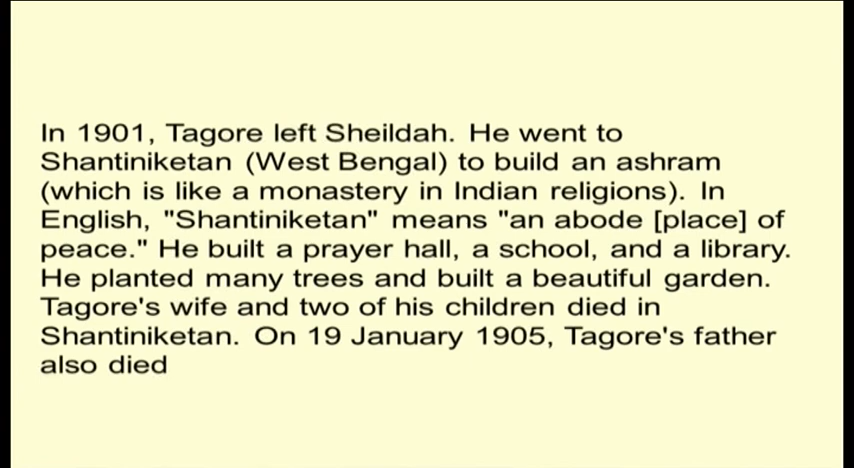 In 1901, Tagore left Sheildah. He went to
Shantiniketan (West Bengal) to build an ashram
(which is like a monastery in Indian religions). In
English, "Shantiniketan" means "an abode [place] of
peace." He built a prayer hall, a school, and a library.
He planted many trees and built a beautiful garden.
Tagore's wife and two of his children died in
Shantiniketan. On 19 January 1905, Tagore's father
also died